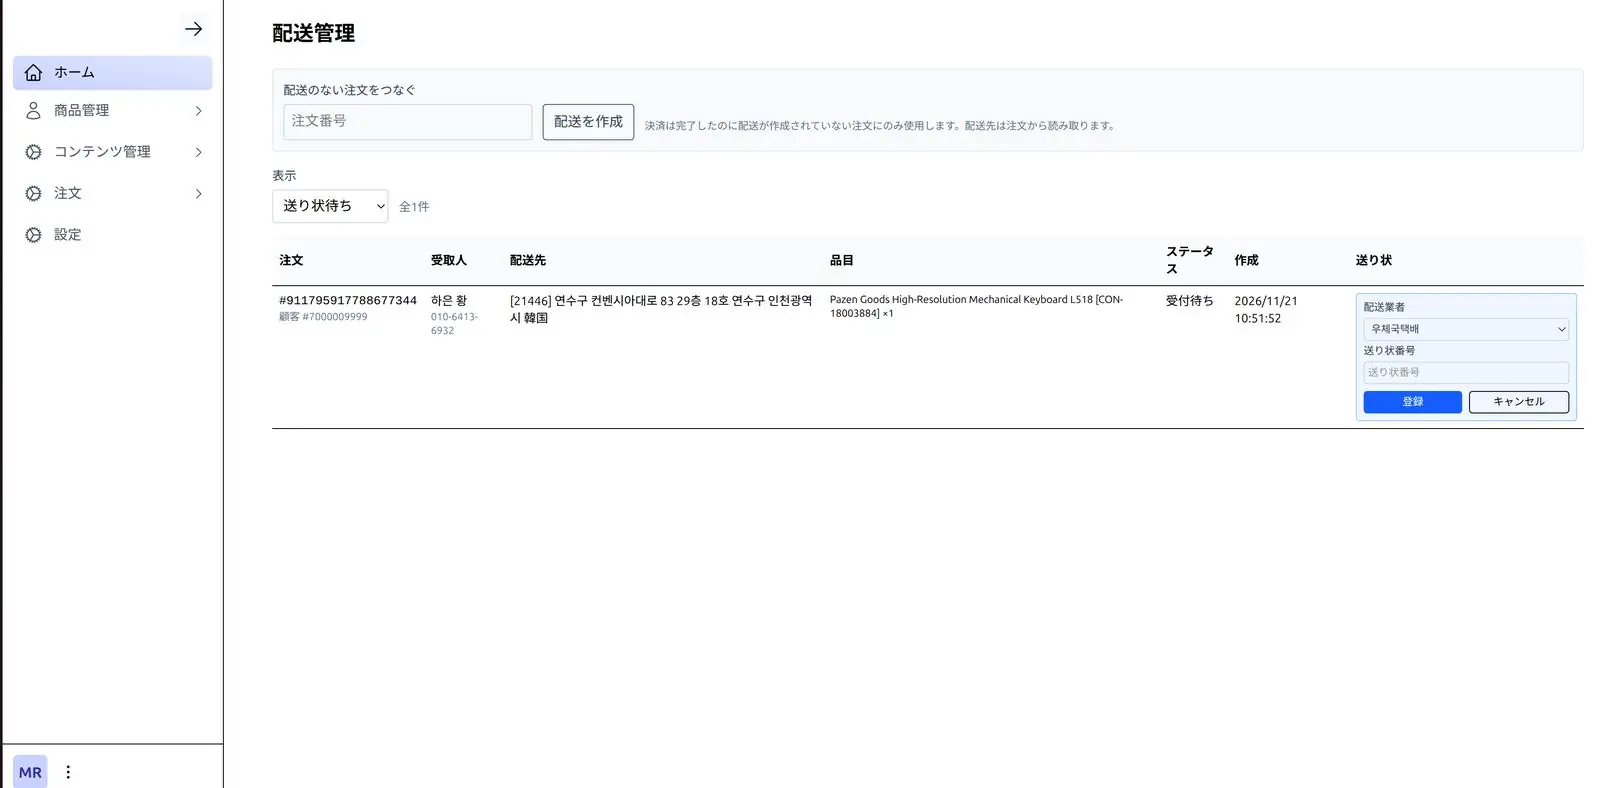 配送管理
ホーム
商品管理
コンテンツ管理
注文
設定
MR
配送のない注文をつなぐ
注文番号
配送を作成
決済は完了したのに配送が作成されていない注文にのみ使用します。配送先は注文から読み取ります。
表示
送り状待ち
全1件
注文 受取人 配送先 品目 ステータス 作成 送り状
#911795917788677344
顧客 #7000009999
하은 황
010-6413-
6932
[21446] 연수구 컨벤시아대로 83 29층 18호 연수구 인천광역
시 韓国
Pazen Goods High-Resolution Mechanical Keyboard L518 [CON-
18003884] ×1
受付待ち
2026/11/21
10:51:52
配送業者
우체국택배
送り状番号
送り状番号
登録
キャンセル